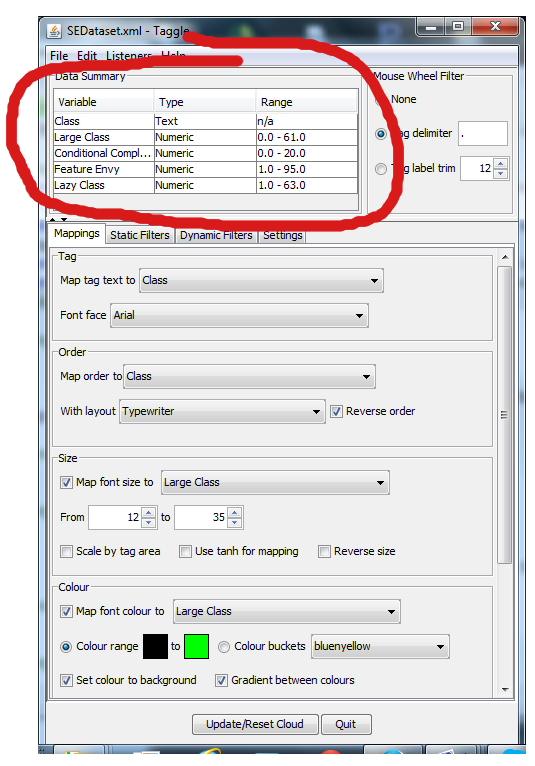 SEDataset.xml - Taggle
File Edit Listeners Help
Data Summary
Variable Type Range
Class Text n/a
Large Class Numeric 0.0 - 61.0
Conditional Compl... Numeric 0.0 - 20.0
Feature Envy Numeric 1.0 - 95.0
Lazy Class Numeric 1.0 - 63.0
Mouse Wheel Filter
None
Tag delimiter .
Tag label trim 12
Mappings Static Filters Dynamic Filters Settings
Tag
Map tag text to Class
Font face Arial
Order
Map order to Class
With layout Typewriter Reverse order
Size
Map font size to Large Class
From 12 to 35
Scale by tag area Use tanh for mapping Reverse size
Colour
Map font colour to Large Class
Colour range to Colour buckets bluenyellow
Set colour to background Gradient between colours
Update/Reset Cloud Quit